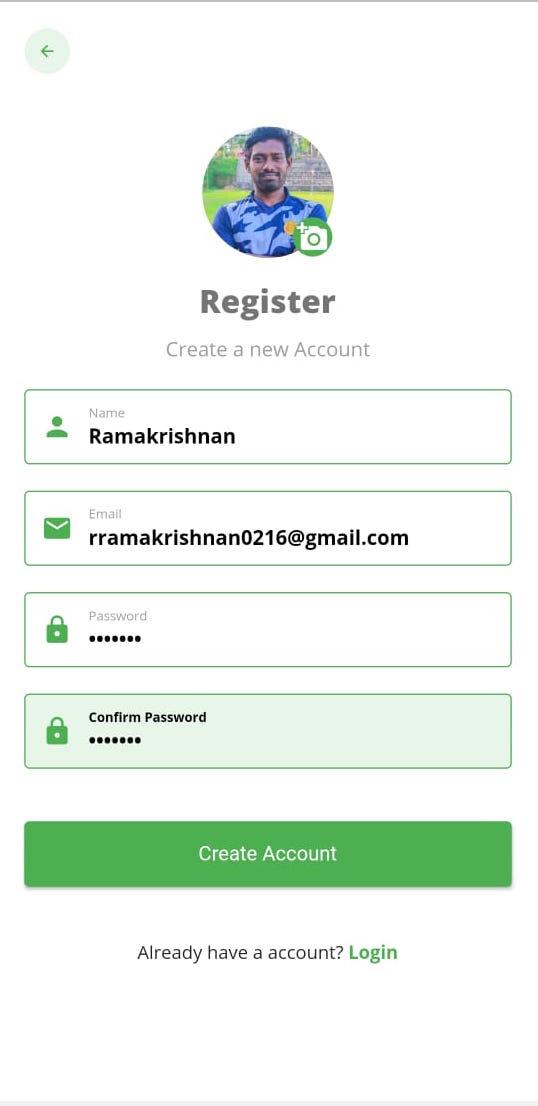 Register
Create a new Account
Name
Ramakrishnan
Email
rramakrishnan0216@gmail.com
Password
•••••••
Confirm Password
•••••••
Create Account
Already have a account? Login